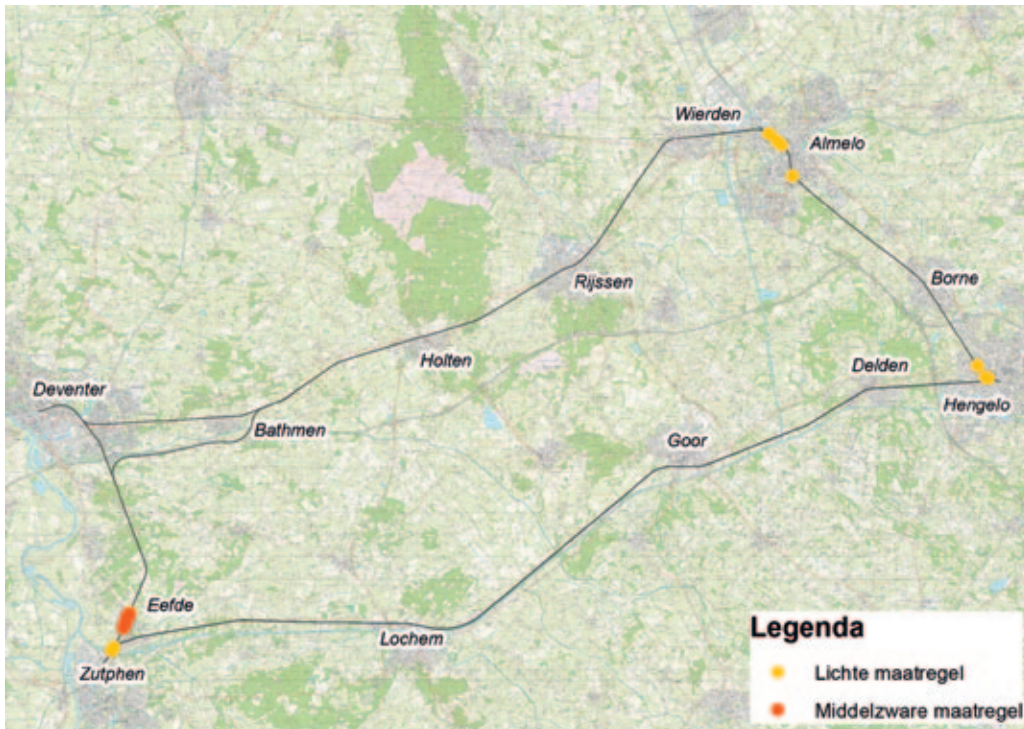 Wierden
Almelo
Rijssen
Borne
Holten
Delden
Deventer
Hengelo
Bathmen
Goor
Eefde
Lochem
Zutphen
Legenda
Lichte maatregel
Middelzware maatregel